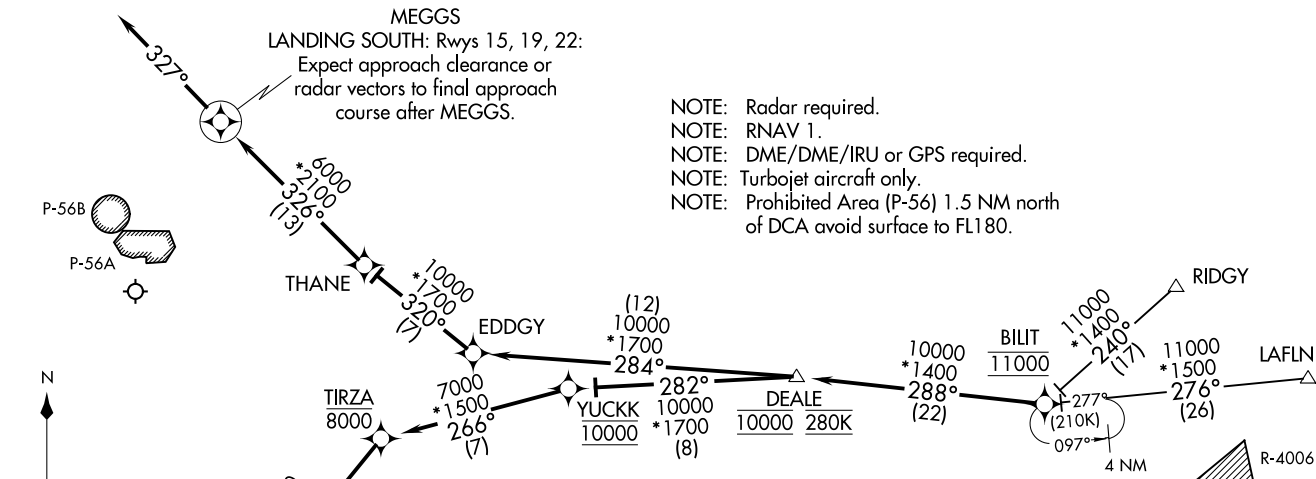 MEGGS
LANDING SOUTH: Rwys 15, 19, 22:
Expect approach clearance or
radar vectors to final approach
course after MEGGS.
327°
NOTE: Radar required.
NOTE: RNAV 1.
NOTE: DME/DME/IRU or GPS required.
NOTE: Turbojet aircraft only.
NOTE: Prohibited Area (P-56) 1.5 NM north
of DCA avoid surface to FL180.
6000
*2100
326°
(13)
P-56B
P-56A
THANE
10000
*1700
320°
(7)
EDDGY
(12)
10000
*1700
284°
282°
10000
*1700
(8)
DEALE
10000 280K
10000
*1400
288°
(22)
BILIT
11000
RIDGY
11000
*1400
240°
(17)
LAFLN
11000
*1500
276°
(26)
277°
(210K)
097°
4 NM
R-4006
N
TIRZA
8000
7000
*1500
266°
(7)
YUCKK
10000